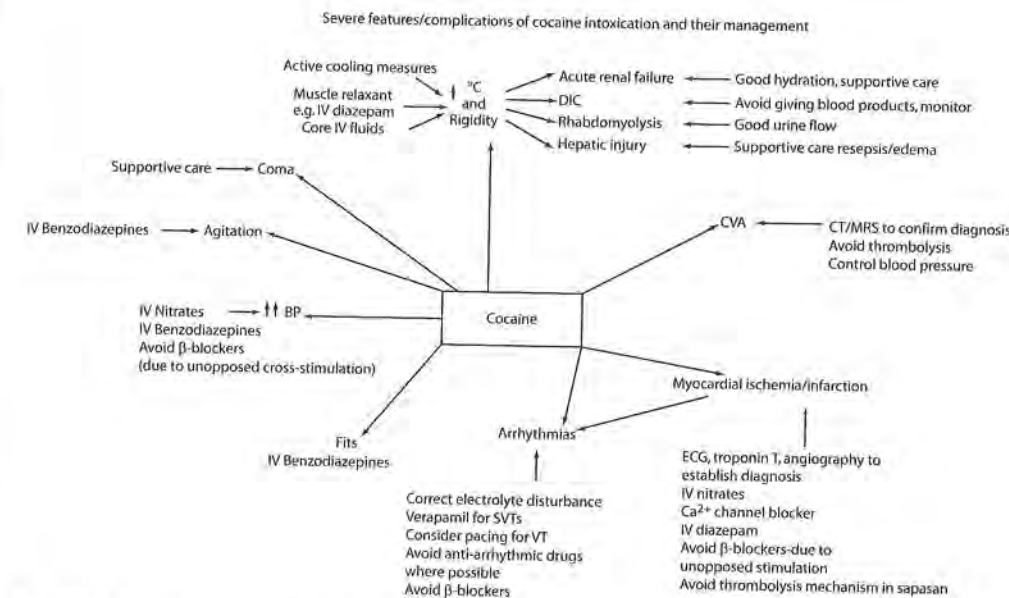 Severe features/complications of cocaine intoxication and their management
Active cooling measures
Muscle relaxant
e.g. IV diazepam
Core IV fluids
°C
and
Rigidity
Acute renal failure
Good hydration, supportive care
DIC
Avoid giving blood products, monitor
Rhabdomyolysis
Good urine flow
Hepatic injury
Supportive care resepsis/edema
Supportive care
Coma
IV Benzodiazepines
Agitation
CVA
CT/MRS to confirm diagnosis
Avoid thrombolysis
Control blood pressure
IV Nitrates
BP
IV Benzodiazepines
Avoid β-blockers
(due to unopposed cross-stimulation)
Cocaine
Fits
IV Benzodiazepines
Arrhythmias
Correct electrolyte disturbance
Verapamil for SVTs
Consider pacing for VT
Avoid anti-arrhythmic drugs
where possible
Avoid β-blockers
Myocardial ischemia/infarction
ECG, troponin T, angiography to
establish diagnosis
IV nitrates
Ca²⁺ channel blocker
IV diazepam
Avoid β-blockers-due to
unopposed stimulation
Avoid thrombolysis mechanism in sapasan